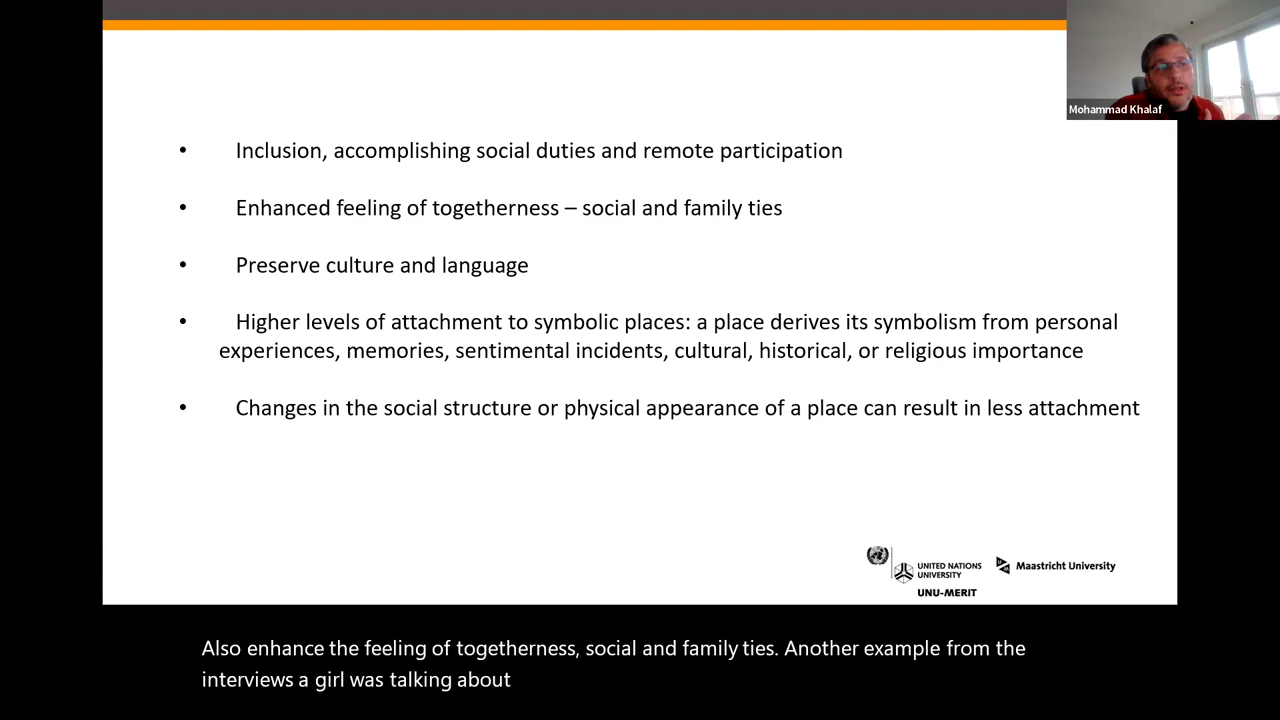 Mohammad Khalaf
• Inclusion, accomplishing social duties and remote participation
• Enhanced feeling of togetherness – social and family ties
• Preserve culture and language
• Higher levels of attachment to symbolic places: a place derives its symbolism from personal
experiences, memories, sentimental incidents, cultural, historical, or religious importance
• Changes in the social structure or physical appearance of a place can result in less attachment
UNITED NATIONS
UNIVERSITY
UNU-MERIT
Maastricht University
Also enhance the feeling of togetherness, social and family ties. Another example from the
interviews a girl was talking about